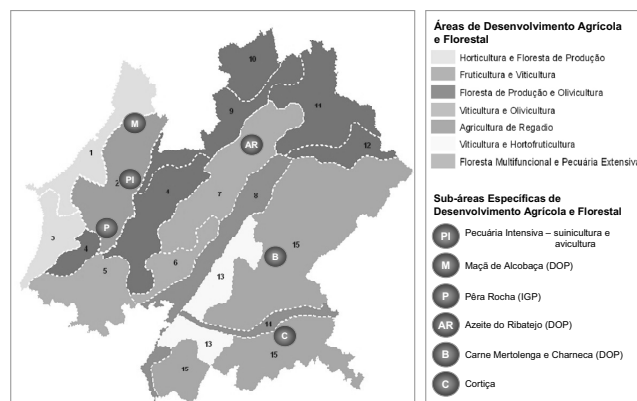 10
11
9
M
AR
12
1
PI
2
4
8
7
P
3
4
15
5
6
B
13
11
C
13
15
15
Áreas de Desenvolvimento Agrícola
e Florestal
Horticultura e Floresta de Produção
Fruticultura e Viticultura
Floresta de Produção e Olivicultura
Viticultura e Olivicultura
Agricultura de Regadio
Viticultura e Hortofruticultura
Floresta Multifuncional e Pecuária Extensiva
Sub-áreas Específicas de
Desenvolvimento Agrícola e Florestal
PI Pecuária Intensiva – suinicultura e
avicultura
M Maçã de Alcobaça (DOP)
P Pêra Rocha (IGP)
AR Azeite do Ribatejo (DOP)
B Carne Mertolenga e Charneca (DOP)
C Cortiça